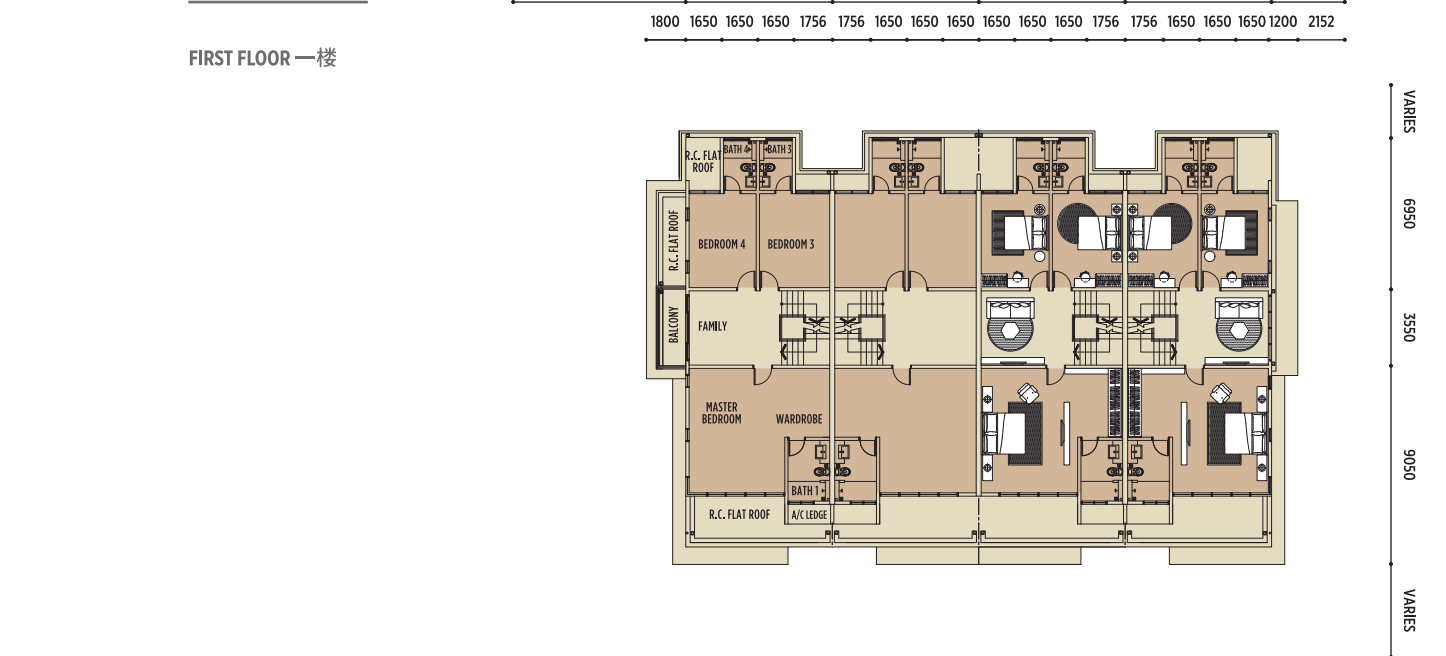 1800 1650 1650 1650 1756 1756 1650 1650 1650 1650 1650 1650 1756 1756 1650 1650 1650 1200 2152
FIRST FLOOR 一楼
VARIES
R.C. FLAT
ROOF
BATH 4
BATH 3
6950
R.C. FLAT ROOF
BEDROOM 4
BEDROOM 3
BALCONY
FAMILY
3550
MASTER
BEDROOM
WARDROBE
9050
BATH 1
R.C. FLAT ROOF
A/C LEDGE
VARIES